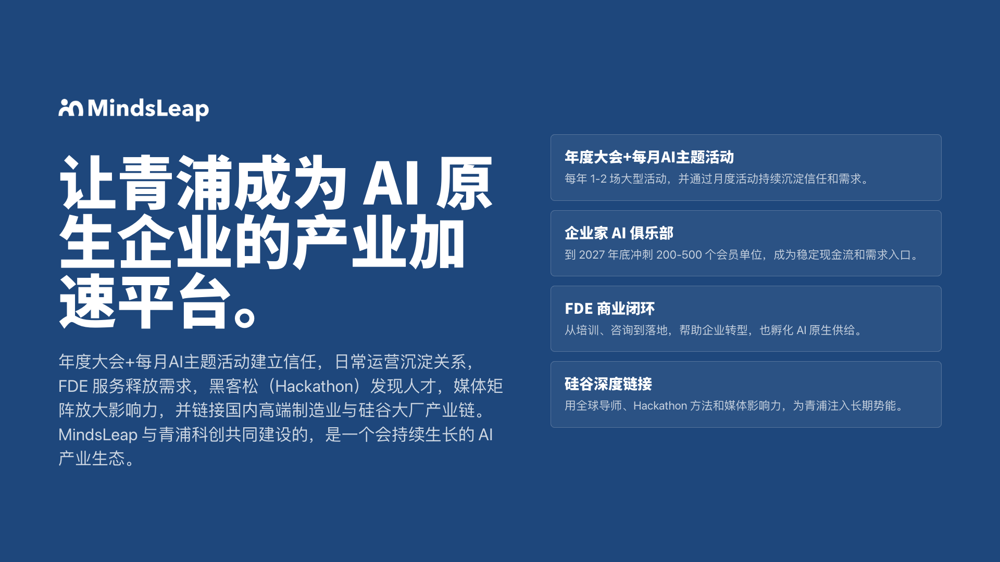 MindsLeap
让青浦成为 AI 原
生企业的产业加
速平台。
年度大会+每月AI主题活动建立信任，日常运营沉淀关系，
FDE 服务释放需求，黑客松（Hackathon）发现人才，媒体矩
阵放大影响力，并链接国内高端制造业与硅谷大厂产业链。
MindsLeap 与青浦科创共同建设的，是一个会持续生长的 AI
产业生态。
年度大会+每月AI主题活动
每年 1-2 场大型活动，并通过月度活动持续沉淀信任和需求。
企业家 AI 俱乐部
到 2027 年底冲刺 200-500 个会员单位，成为稳定现金流和需求入口。
FDE 商业闭环
从培训、咨询到落地，帮助企业转型，也孵化 AI 原生供给。
硅谷深度链接
用全球导师、Hackathon 方法和媒体影响力，为青浦注入长期势能。